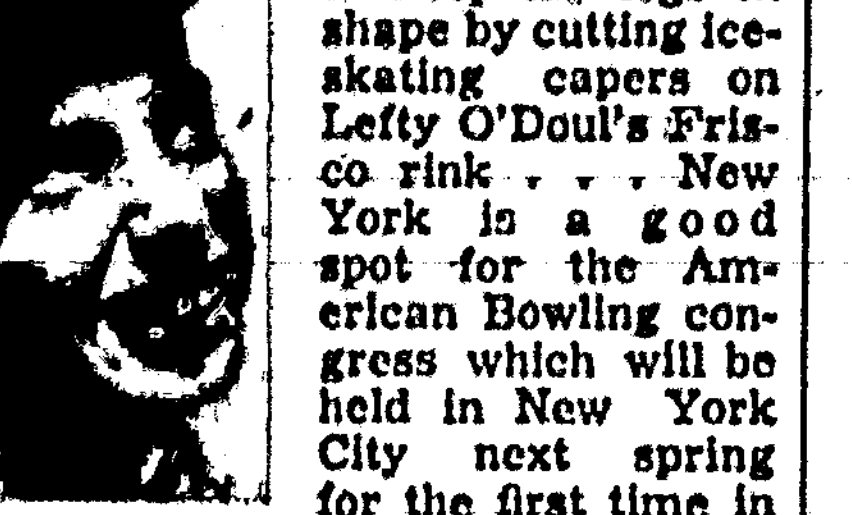 shape by cutting ice-
skating capers on
Lefty O'Doul's Fris-
co rink . . . New
York is a good
spot for the Am-
erican Bowling con-
gress which will be
held in New York
City next spring
for the first time in